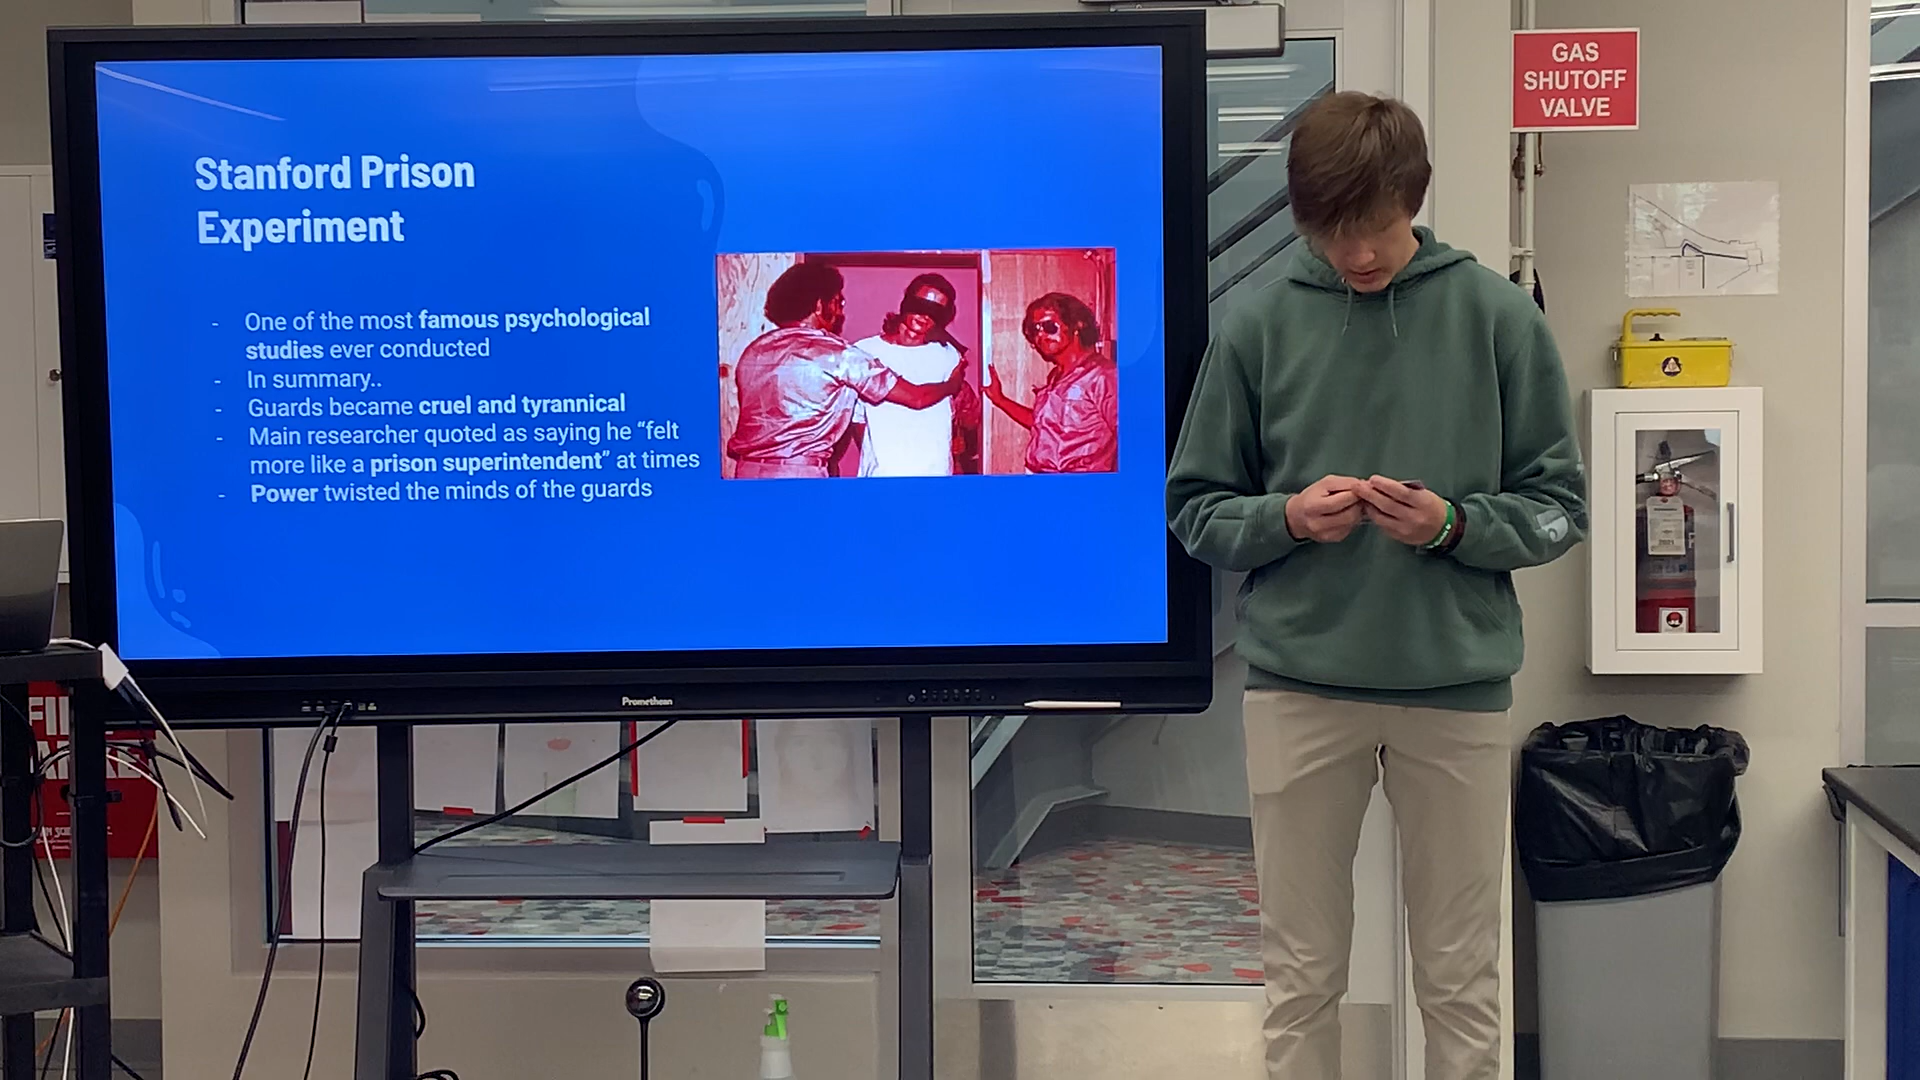 Stanford Prison
Experiment
- One of the most famous psychological
studies ever conducted
- In summary..
- Guards became cruel and tyrannical
- Main researcher quoted as saying he “felt
more like a prison superintendent” at times
- Power twisted the minds of the guards
Promethean
GAS
SHUTOFF
VALVE